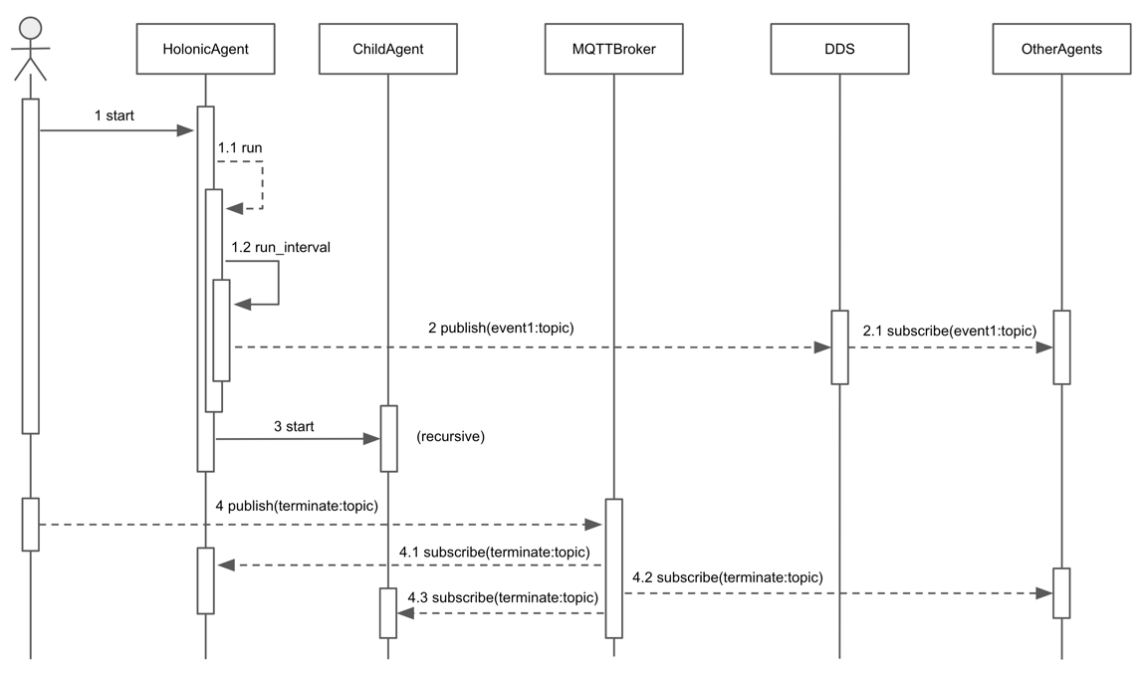 HolonicAgent
ChildAgent
MQTTBroker
DDS
OtherAgents
1 start
1.1 run
1.2 run_interval
2 publish(event1:topic)
2.1 subscribe(event1:topic)
3 start
(recursive)
4 publish(terminate:topic)
4.1 subscribe(terminate:topic)
4.2 subscribe(terminate:topic)
4.3 subscribe(terminate:topic)